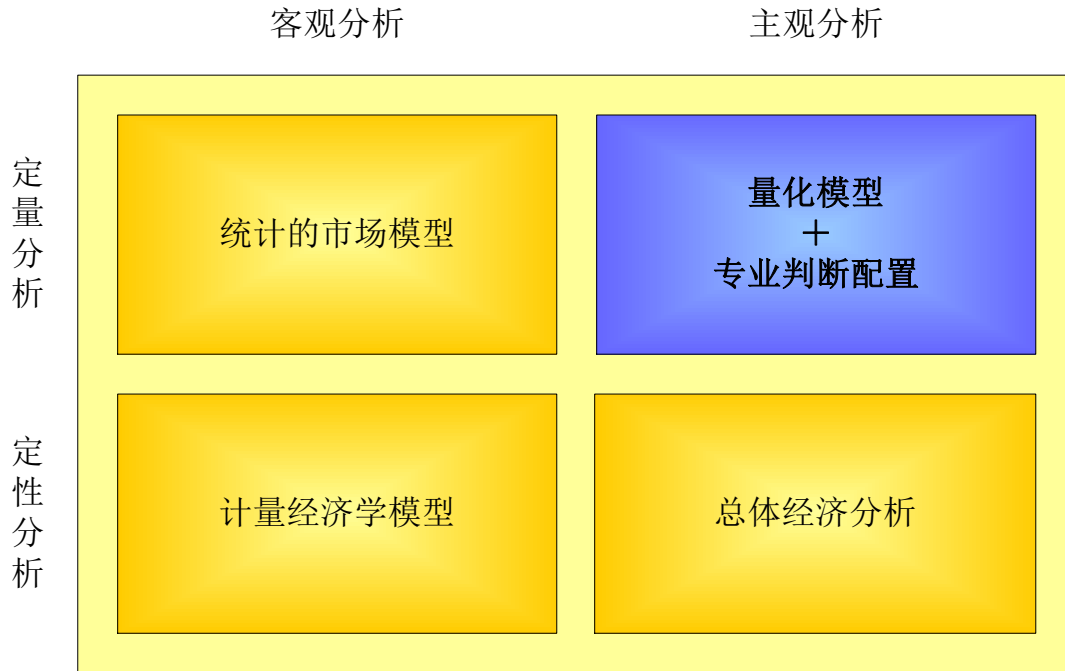 客观分析
主观分析
定量分析
统计的市场模型
量化模型
＋
专业判断配置
定性分析
计量经济学模型
总体经济分析